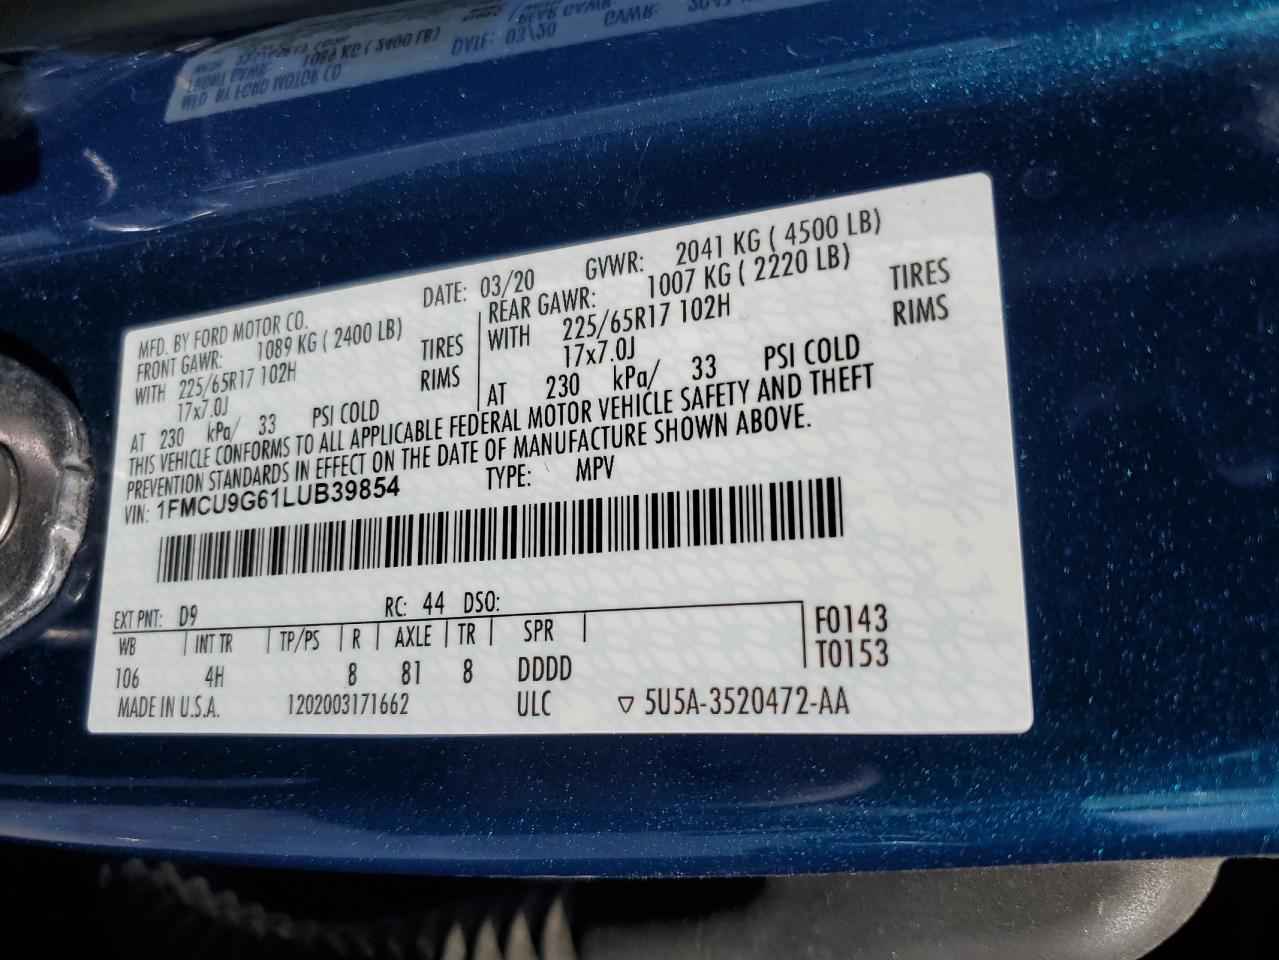 DATE: 03/20 GVWR: 2041 KG ( 4500 LB)
MFD. BY FORD MOTOR CO.
FRONT GAWR: 1089 KG ( 2400 LB)
WITH 225/65R17 102H TIRES
17x7.0J RIMS
AT 230 kPa/ 33 PSI COLD
REAR GAWR: 1007 KG ( 2220 LB)
WITH 225/65R17 102H TIRES
17x7.0J RIMS
AT 230 kPa/ 33 PSI COLD
THIS VEHICLE CONFORMS TO ALL APPLICABLE FEDERAL MOTOR VEHICLE SAFETY AND THEFT
PREVENTION STANDARDS IN EFFECT ON THE DATE OF MANUFACTURE SHOWN ABOVE.
VIN: 1FMCU9G61LUB39854 TYPE: MPV
EXT PNT: D9 RC: 44 DSO:
WB INT TR TP/PS R AXLE TR SPR F0143
106 4H 8 81 8 DDDD T0153
MADE IN U.S.A. 1202003171662 ULC ▽ 5U5A-3520472-AA